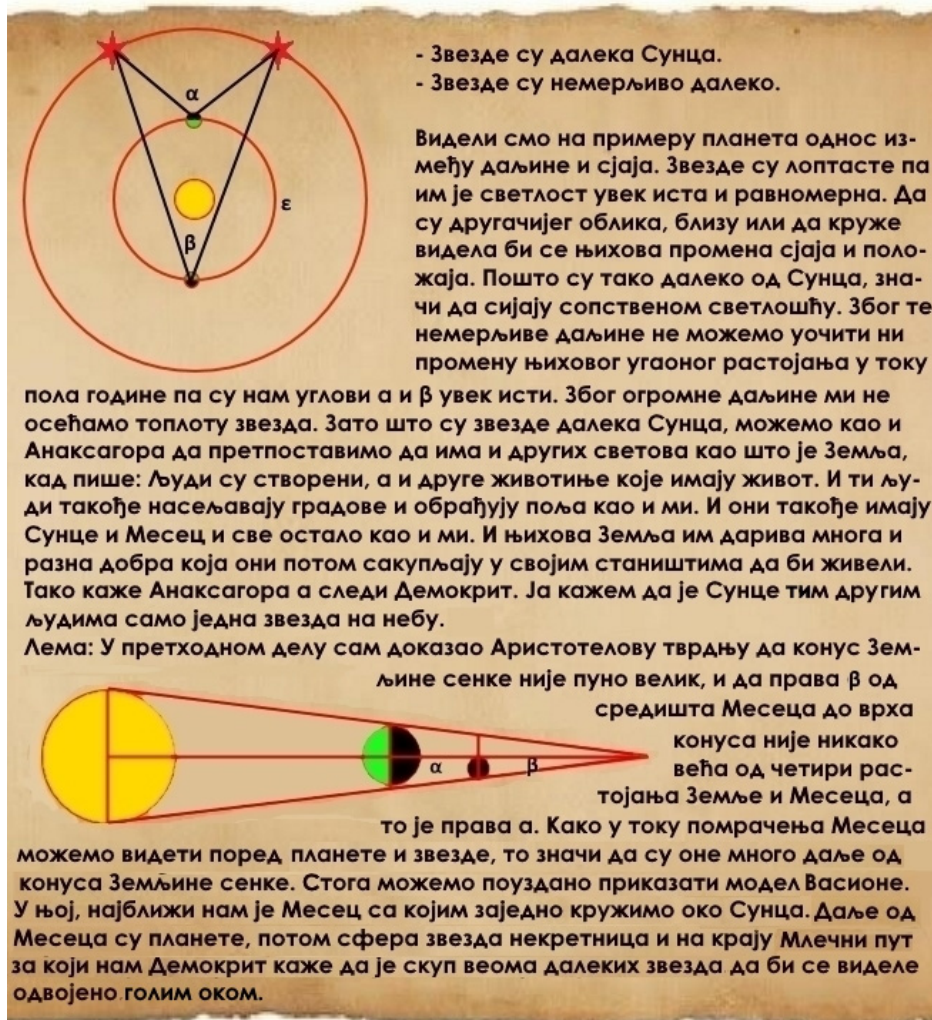 α
β
ε
- Звезде су далека Сунца.
- Звезде су немерљиво далеко.
Видели смо на примеру планета однос из-
међу даљине и сјаја. Звезде су лоптасте па
им је светлост увек иста и равномерна. Да
су другачијег облика, близу или да круже
видела би се њихова промена сјаја и поло-
жаја. Пошто су тако далеко од Сунца, зна-
чи да сијају сопственом светлошћу. Због те
немерљиве даљине не можемо уочити ни
промену њиховог угаоног растојања у току
пола године па су нам углови α и β увек исти. Због огромне даљине ми не
осећамо топлоту звезда. Зато што су звезде далека Сунца, можемо као и
Анаксагора да претпоставимо да има и других светова као што је Земља,
кад пише: Људи су створени, а и друге животиње које имају живот. И ти љу-
ди такође насељавају градове и обрађују поља као и ми. И они такође имају
Сунце и Месец и све остало као и ми. И њихова Земља им дарива многа и
разна добра која они потом сакупљају у својим стаништима да би живели.
Тако каже Анаксагора а следи Демокрит. Ја кажем да је Сунце тим другим
људима само једна звезда на небу.
Лема: У претходном делу сам доказао Аристотелову тврдњу да конус Зем-
љине сенке није пуно велик, и да права β од
средишта Месеца до врха
конуса није никако
већа од четири рас-
тојања Земље и Месеца, а
то је права α. Како у току помрачења Месеца
можемо видети поред планете и звезде, то значи да су оне много даље од
конуса Земљине сенке. Стога можемо поуздано приказати модел Васионе.
У њој, најближи нам је Месец са којим заједно кружимо око Сунца. Даље од
Месеца су планете, потом сфера звезда некретница и на крају Млечни пут
за који нам Демокрит каже да је скуп веома далеких звезда да би се виделе
одвојено голим оком.
α
β